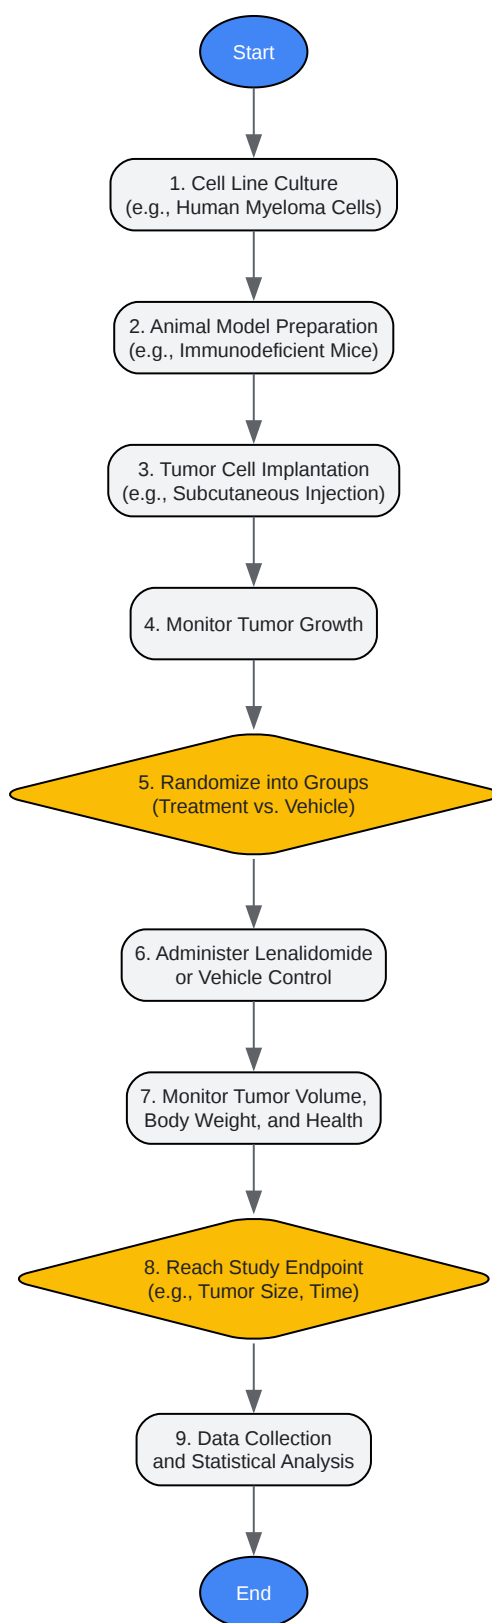 Start
1. Cell Line Culture
(e.g., Human Myeloma Cells)
2. Animal Model Preparation
(e.g., Immunodeficient Mice)
3. Tumor Cell Implantation
(e.g., Subcutaneous Injection)
4. Monitor Tumor Growth
5. Randomize into Groups
(Treatment vs. Vehicle)
6. Administer Lenalidomide
or Vehicle Control
7. Monitor Tumor Volume,
Body Weight, and Health
8. Reach Study Endpoint
(e.g., Tumor Size, Time)
9. Data Collection
and Statistical Analysis
End